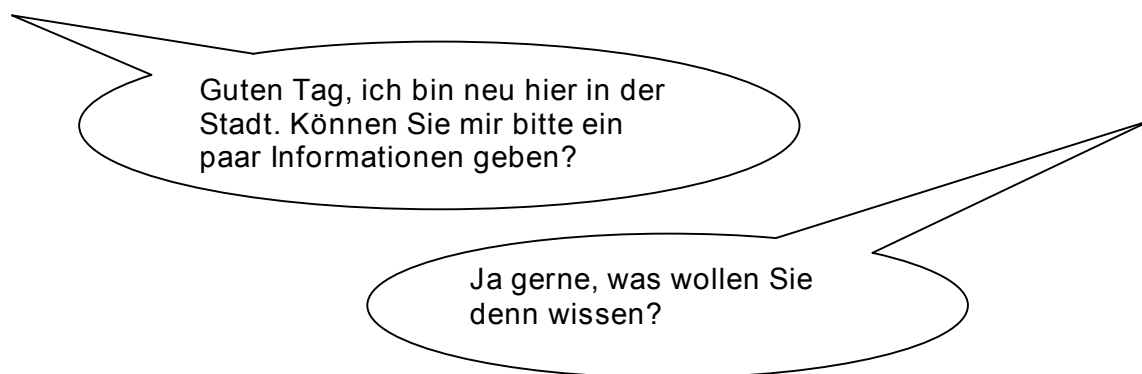 Guten Tag, ich bin neu hier in der
Stadt. Können Sie mir bitte ein
paar Informationen geben?
Ja gerne, was wollen Sie
denn wissen?